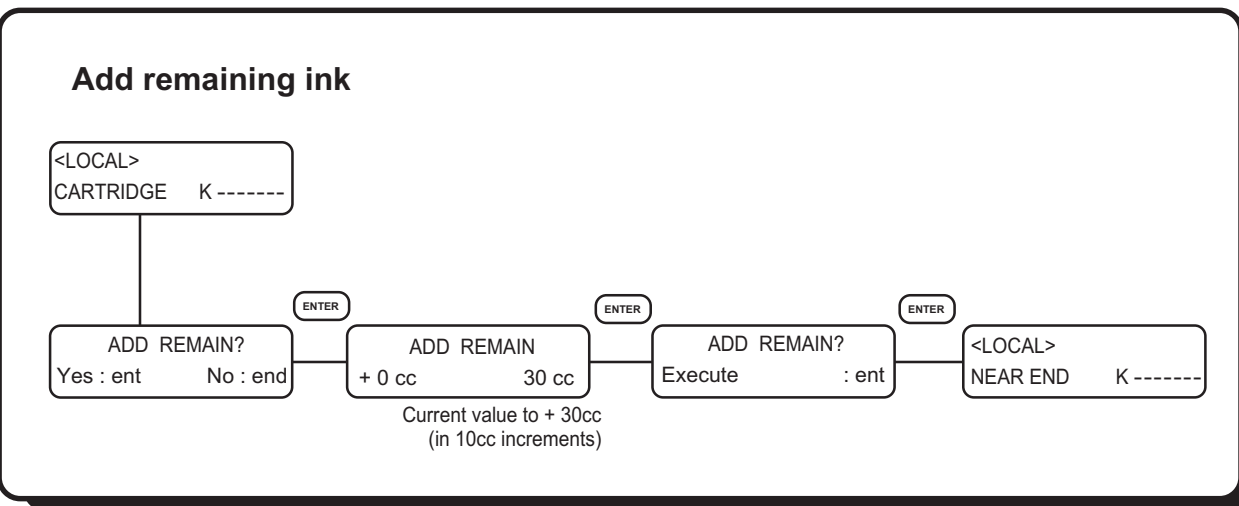 Add remaining ink
<LOCAL>
CARTRIDGE K -------
ENTER
ENTER
ENTER
ADD REMAIN?
Yes : ent No : end
ADD REMAIN
+ 0 cc 30 cc
ADD REMAIN?
Execute : ent
<LOCAL>
NEAR END K -------
Current value to + 30cc
(in 10cc increments)